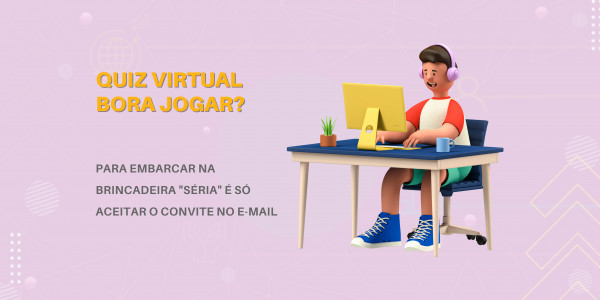 QUIZ VIRTUAL
BORA JOGAR?
PARA EMBARCAR NA
BRINCADEIRA "SÉRIA" É SÓ
ACEITAR O CONVITE NO E-MAIL